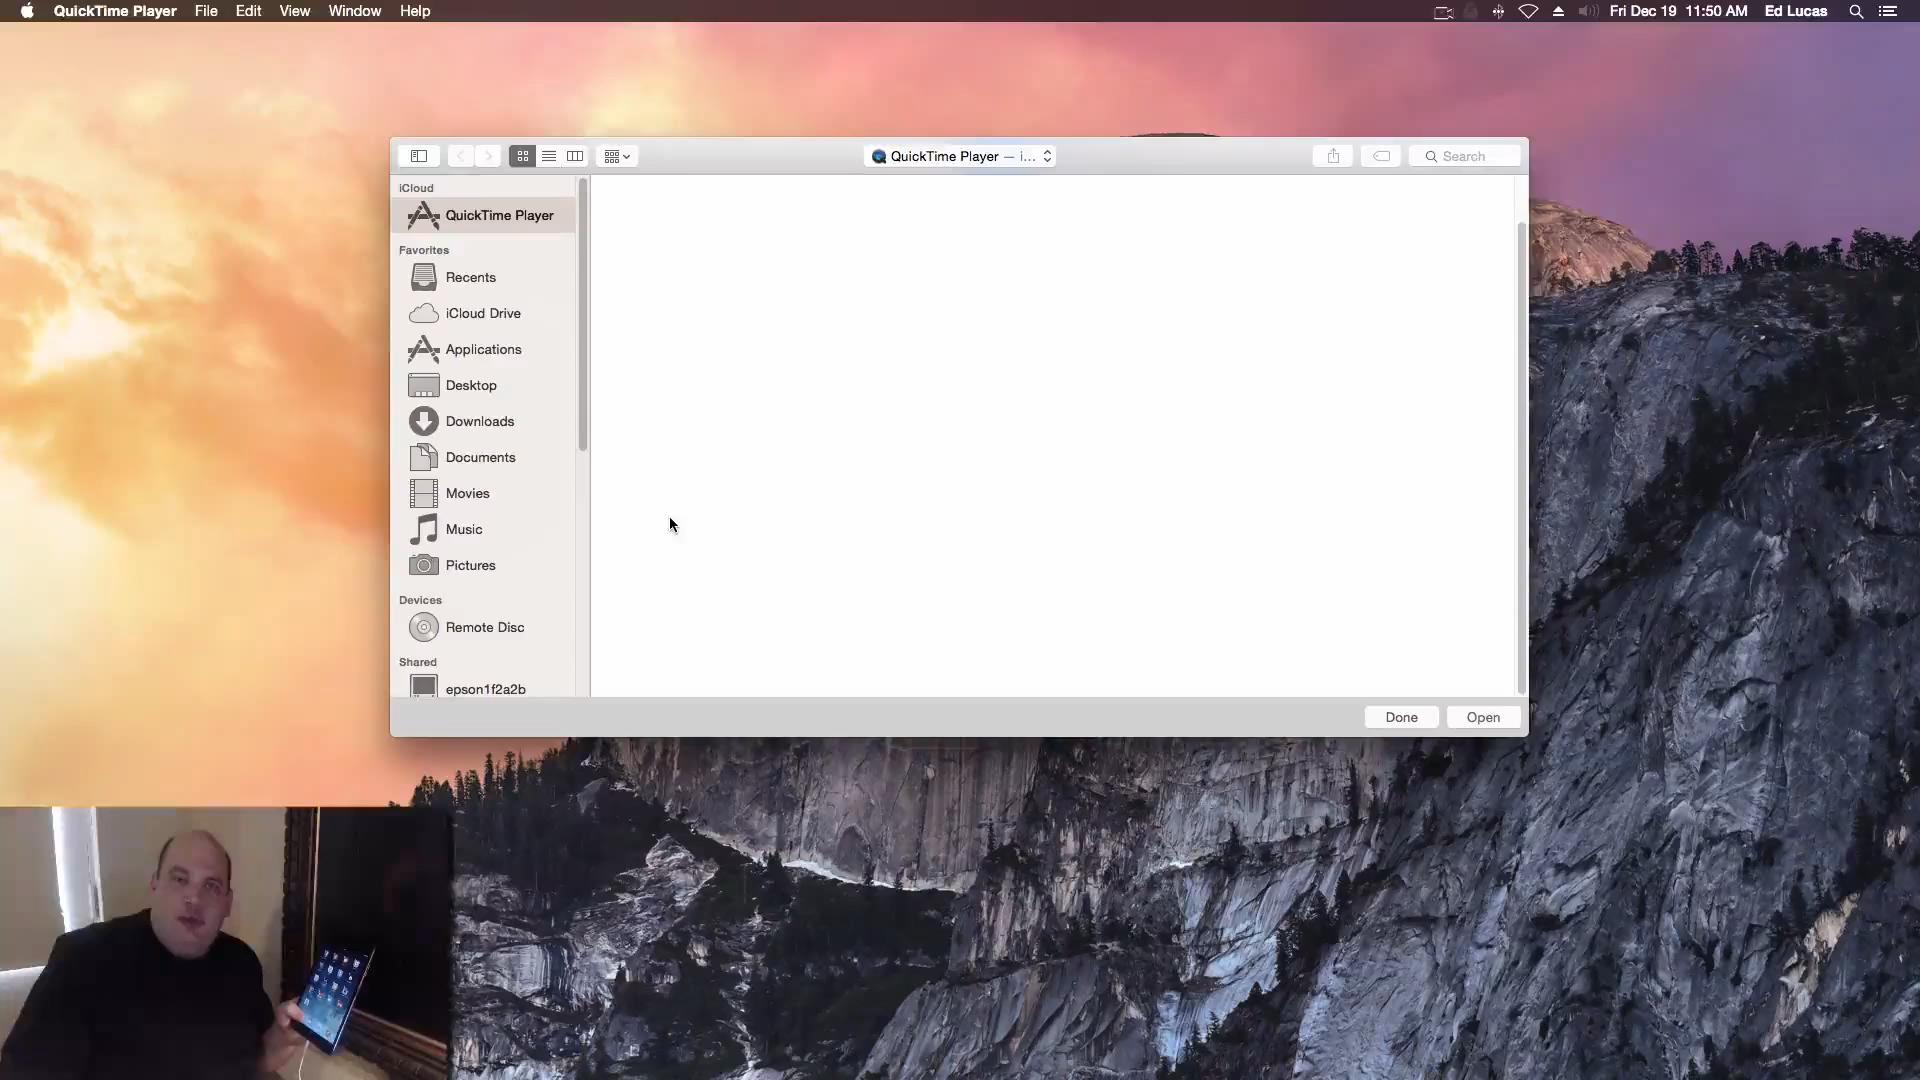 QuickTime Player File Edit View Window Help Fri Dec 19 11:50 AM Ed Lucas
QuickTime Player — i... Search
iCloud
QuickTime Player
Favorites
Recents
iCloud Drive
Applications
Desktop
Downloads
Documents
Movies
Music
Pictures
Devices
Remote Disc
Shared
epson1f2a2b
Done Open